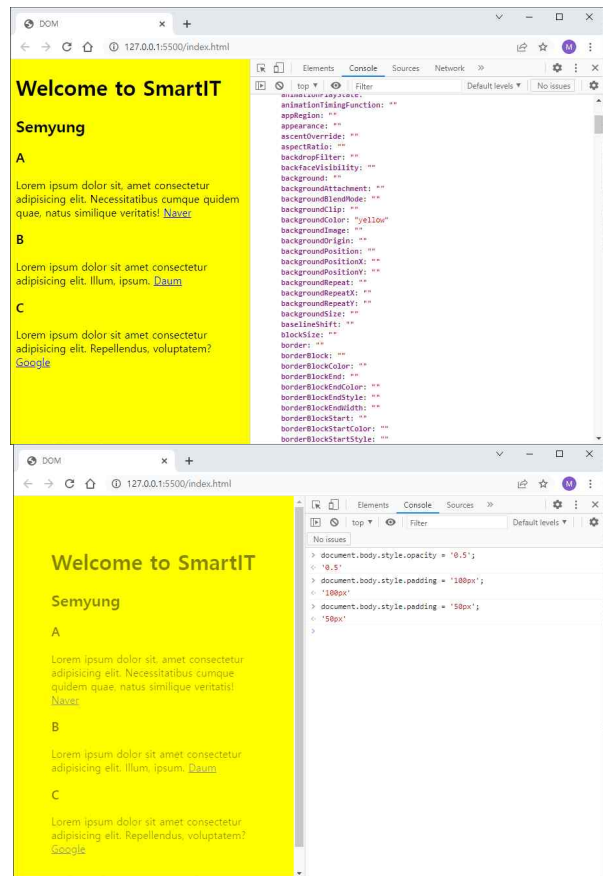 DOM
127.0.0.1:5500/index.html
M
Elements Console Sources Network »
top ▼ Filter Default levels ▼ No issues
Welcome to SmartIT
Semyung
A
Lorem ipsum dolor sit, amet consectetur
adipisicing elit. Necessitatibus cumque quidem
quae, natus similique veritatis! Naver
B
Lorem ipsum dolor sit amet consectetur
adipisicing elit. Illum, ipsum. Daum
C
Lorem ipsum dolor sit amet consectetur
adipisicing elit. Repellendus, voluptatem?
Google
animationPlayState:
animationTimingFunction: ""
appRegion: ""
appearance: ""
ascentOverride: ""
aspectRatio: ""
backdropFilter: ""
backfaceVisibility: ""
background: ""
backgroundAttachment: ""
backgroundBlendMode: ""
backgroundClip: ""
backgroundColor: "yellow"
backgroundImage: ""
backgroundOrigin: ""
backgroundPosition: ""
backgroundPositionX: ""
backgroundPositionY: ""
backgroundRepeat: ""
backgroundRepeatX: ""
backgroundRepeatY: ""
backgroundSize: ""
baselineShift: ""
blockSize: ""
border: ""
borderBlock: ""
borderBlockColor: ""
borderBlockEnd: ""
borderBlockEndColor: ""
borderBlockEndStyle: ""
borderBlockEndWidth: ""
borderBlockStart: ""
borderBlockStartColor: ""
borderBlockStartStyle: ""
DOM
127.0.0.1:5500/index.html
M
Elements Console Sources »
top ▼ Filter Default levels ▼
No issues
Welcome to SmartIT
Semyung
A
Lorem ipsum dolor sit, amet consectetur
adipisicing elit. Necessitatibus cumque
quidem quae, natus similique veritatis!
Naver
B
Lorem ipsum dolor sit amet consectetur
adipisicing elit. Illum, ipsum. Daum
C
Lorem ipsum dolor sit amet consectetur
adipisicing elit. Repellendus, voluptatem?
Google
> document.body.style.opacity = '0.5';
'0.5'
> document.body.style.padding = '100px';
'100px'
> document.body.style.padding = '50px';
'50px'
>